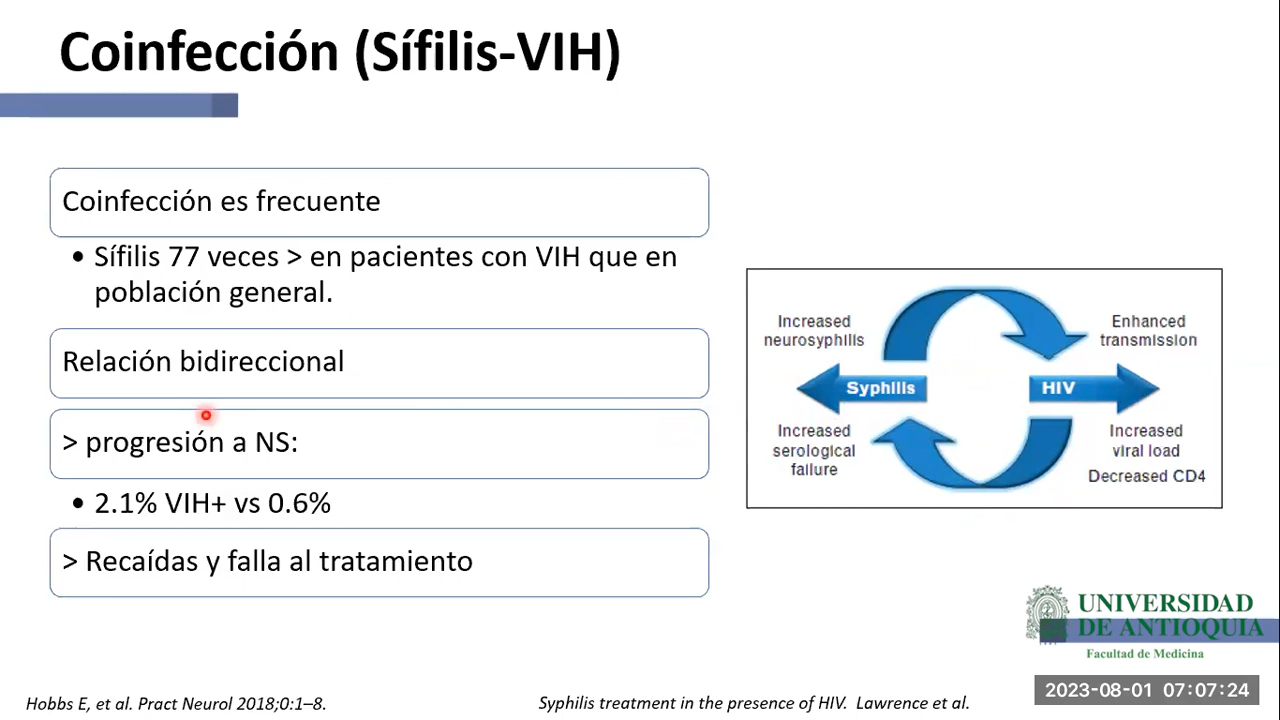 Coinfección (Sífilis-VIH)
Coinfección es frecuente
• Sífilis 77 veces > en pacientes con VIH que en
población general.
Relación bidireccional
> progresión a NS:
• 2.1% VIH+ vs 0.6%
> Recaídas y falla al tratamiento
Increased
neurosyphilis
Enhanced
transmission
Syphilis
HIV
Increased
serological
failure
Increased
viral load
Decreased CD4
UNIVERSIDAD
DE ANTIOQUIA
Facultad de Medicina
Hobbs E, et al. Pract Neurol 2018;0:1–8.
Syphilis treatment in the presence of HIV. Lawrence et al.
2023-08-01 07:07:24